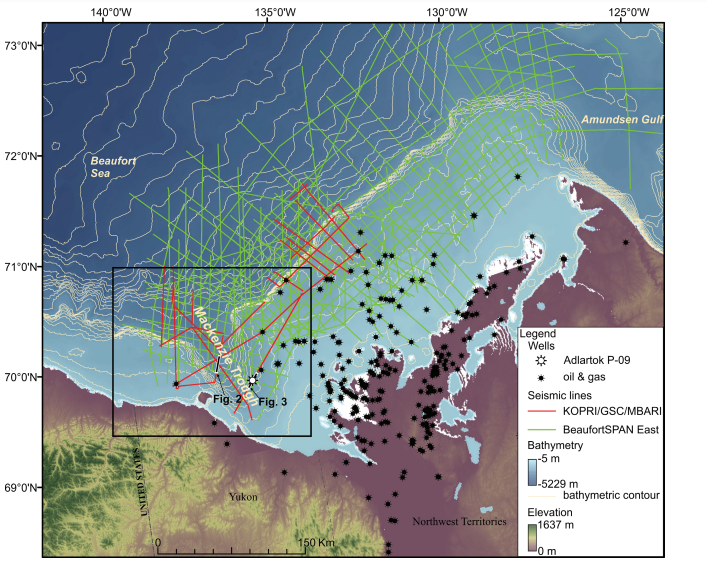 140°0'W 135°0'W 130°0'W 125°0'W
73°0'N
Amundsen Gulf
72°0'N
Beaufort
Sea
71°0'N
Mackenzie Trough
70°0'N
Fig. 2 Fig. 3
69°0'N
UNITED STATES
Yukon
Northwest Territories
0 150 Km
Legend
Wells
Adlartok P-09
oil & gas
Seismic lines
KOPRI/GSC/MBARI
BeaufortSPAN East
Bathymetry
-5 m
-5229 m
bathymetric contour
Elevation
1637 m
0 m